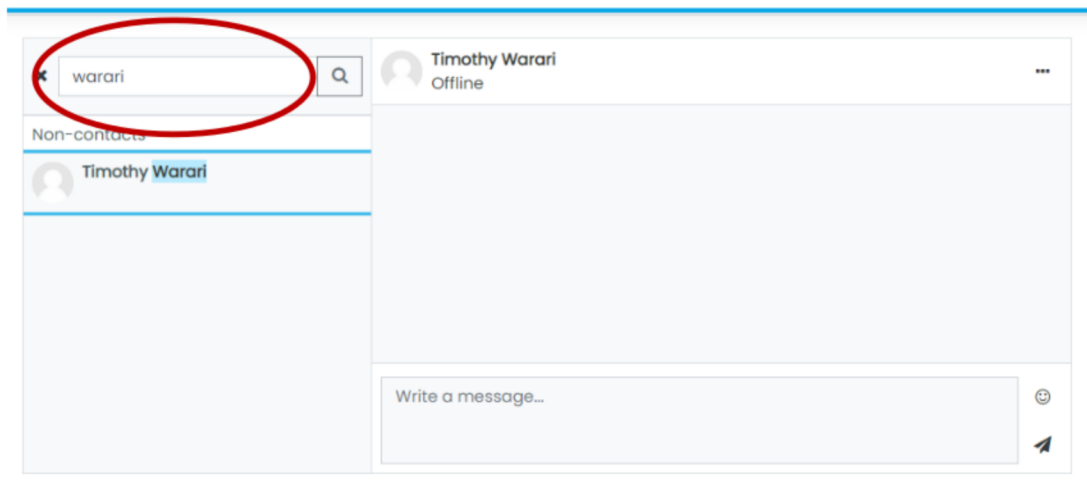 warari
Non-contacts
Timothy Warari
Timothy Warari
Offline
Write a message...